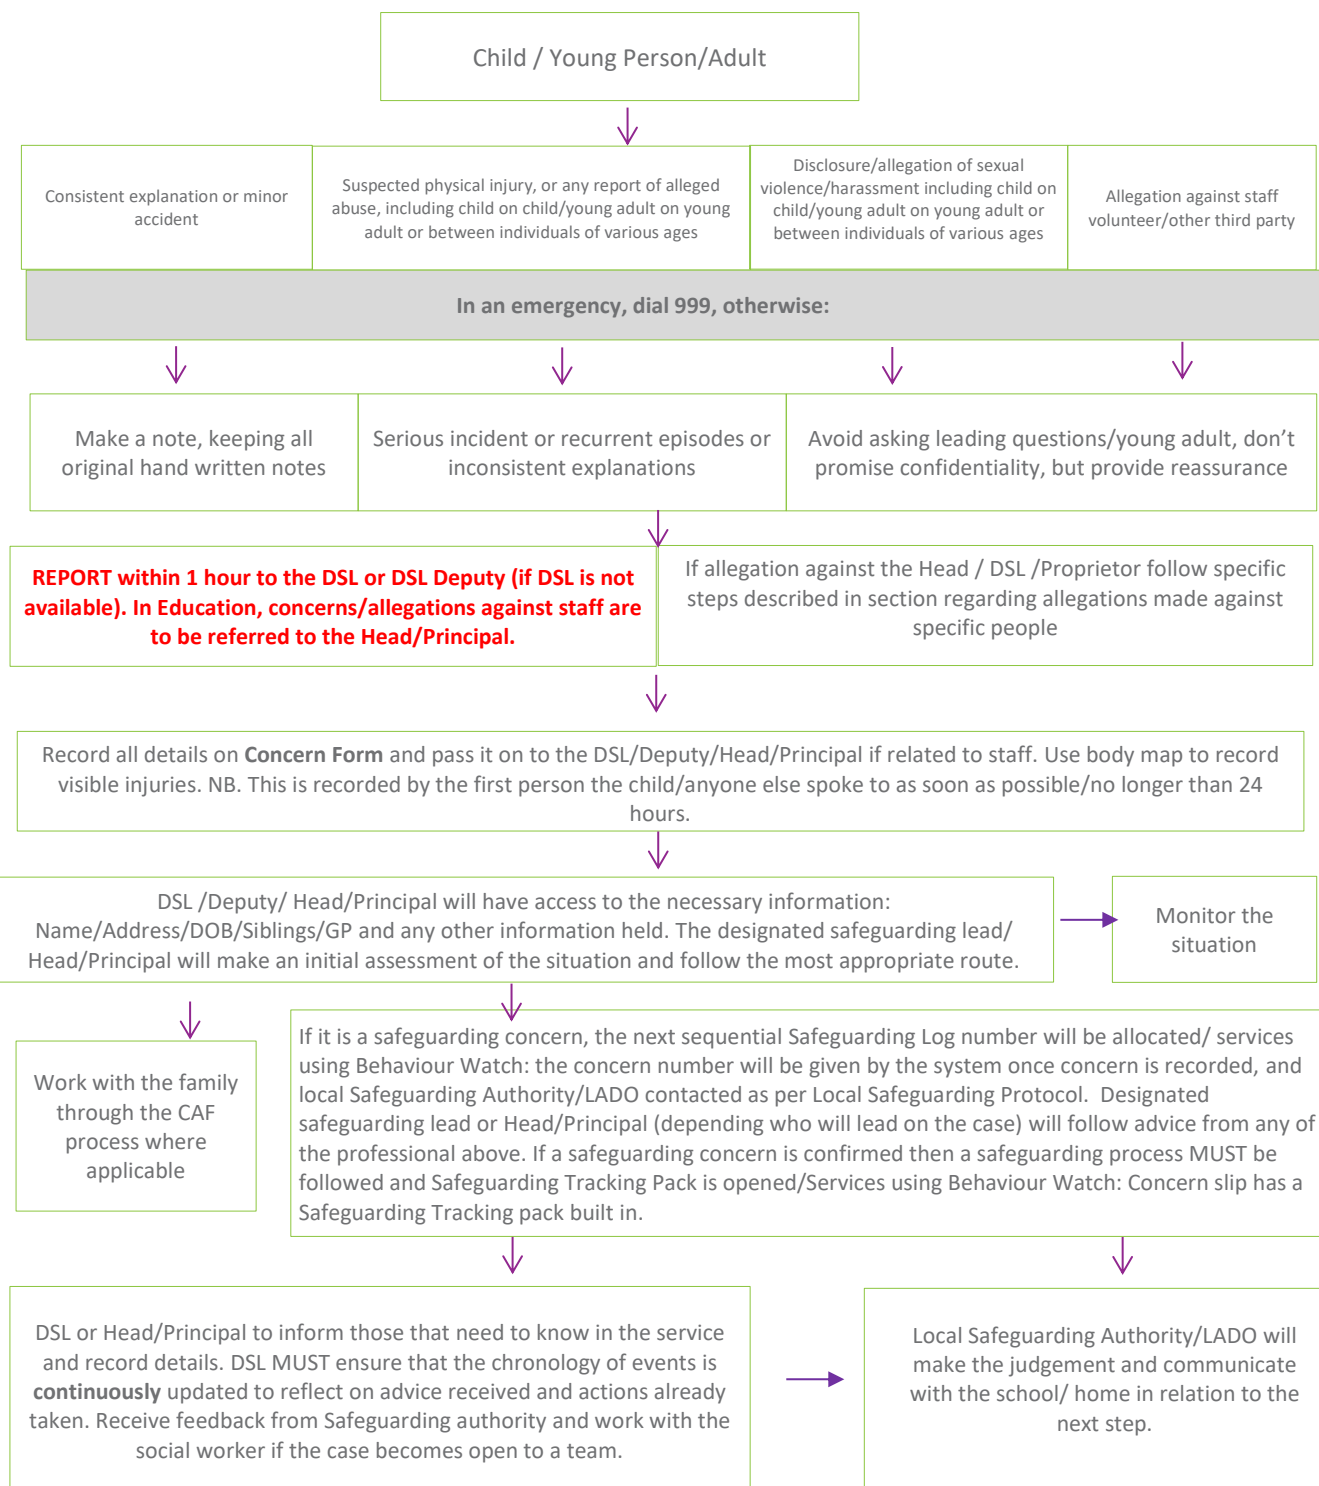 Child / Young Person/Adult
Consistent explanation or minor
accident
Suspected physical injury, or any report of alleged
abuse, including child on child/young adult on young
adult or between individuals of various ages
Disclosure/allegation of sexual
violence/harassment including child on
child/young adult on young adult or
between individuals of various ages
Allegation against staff
volunteer/other third party
In an emergency, dial 999, otherwise:
Make a note, keeping all
original hand written notes
Serious incident or recurrent episodes or
inconsistent explanations
Avoid asking leading questions/young adult, don’t
promise confidentiality, but provide reassurance
REPORT within 1 hour to the DSL or DSL Deputy (if DSL is not
available). In Education, concerns/allegations against staff are
to be referred to the Head/Principal.
If allegation against the Head / DSL /Proprietor follow specific
steps described in section regarding allegations made against
specific people
Record all details on Concern Form and pass it on to the DSL/Deputy/Head/Principal if related to staff. Use body map to record
visible injuries. NB. This is recorded by the first person the child/anyone else spoke to as soon as possible/no longer than 24
hours.
DSL /Deputy/ Head/Principal will have access to the necessary information:
Name/Address/DOB/Siblings/GP and any other information held. The designated safeguarding lead/
Head/Principal will make an initial assessment of the situation and follow the most appropriate route.
Monitor the
situation
Work with the family
through the CAF
process where
applicable
If it is a safeguarding concern, the next sequential Safeguarding Log number will be allocated/ services
using Behaviour Watch: the concern number will be given by the system once concern is recorded, and
local Safeguarding Authority/LADO contacted as per Local Safeguarding Protocol.  Designated
safeguarding lead or Head/Principal (depending who will lead on the case) will follow advice from any of
the professional above. If a safeguarding concern is confirmed then a safeguarding process MUST be
followed and Safeguarding Tracking Pack is opened/Services using Behaviour Watch: Concern slip has a
Safeguarding Tracking pack built in.
DSL or Head/Principal to inform those that need to know in the service
and record details. DSL MUST ensure that the chronology of events is
continuously updated to reflect on advice received and actions already
taken. Receive feedback from Safeguarding authority and work with the
social worker if the case becomes open to a team.
Local Safeguarding Authority/LADO will
make the judgement and communicate
with the school/ home in relation to the
next step.